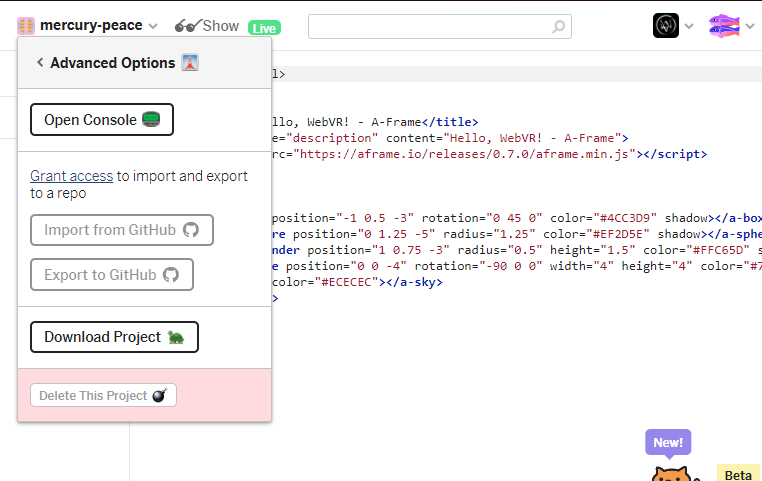 mercury-peace
Show
Live
Advanced Options
Open Console
Grant access to import and export
to a repo
Import from GitHub
Export to GitHub
Download Project
Delete This Project
l>
llo, WebVR! - A-Frame</title>
e="description" content="Hello, WebVR! - A-Frame">
rc="https://aframe.io/releases/0.7.0/aframe.min.js"></script>
position="-1 0.5 -3" rotation="0 45 0" color="#4CC3D9" shadow></a-box
re position="0 1.25 -5" radius="1.25" color="#EF2D5E" shadow></a-sphe
nder position="1 0.75 -3" radius="0.5" height="1.5" color="#FFC65D" s
e position="0 0 -4" rotation="-90 0 0" width="4" height="4" color="#7
color="#ECECEC"></a-sky>
>
New!
Beta